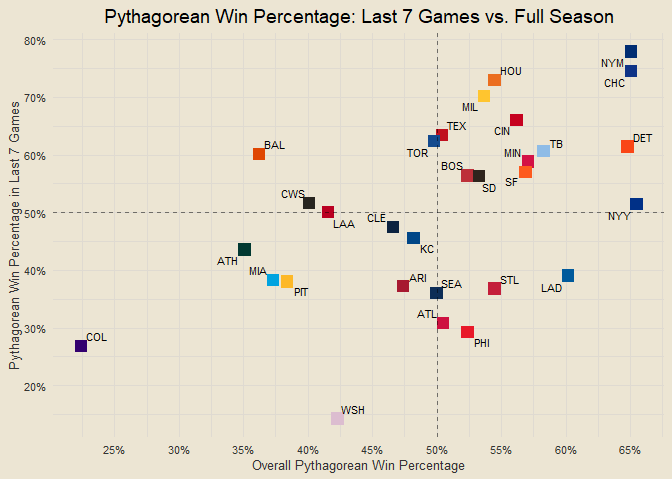 Pythagorean Win Percentage: Last 7 Games vs. Full Season
Pythagorean Win Percentage in Last 7 Games
80%
70%
60%
50%
40%
30%
20%
NYM
CHC
HOU
MIL
CIN
TEX
TOR
BAL
TB
DET
MIN
BOS
SD
SF
NYY
CWS
LAA
CLE
KC
ATH
MIA
PIT
ARI
SEA
STL
LAD
ATL
PHI
COL
WSH
25%
30%
35%
40%
45%
50%
55%
60%
65%
Overall Pythagorean Win Percentage